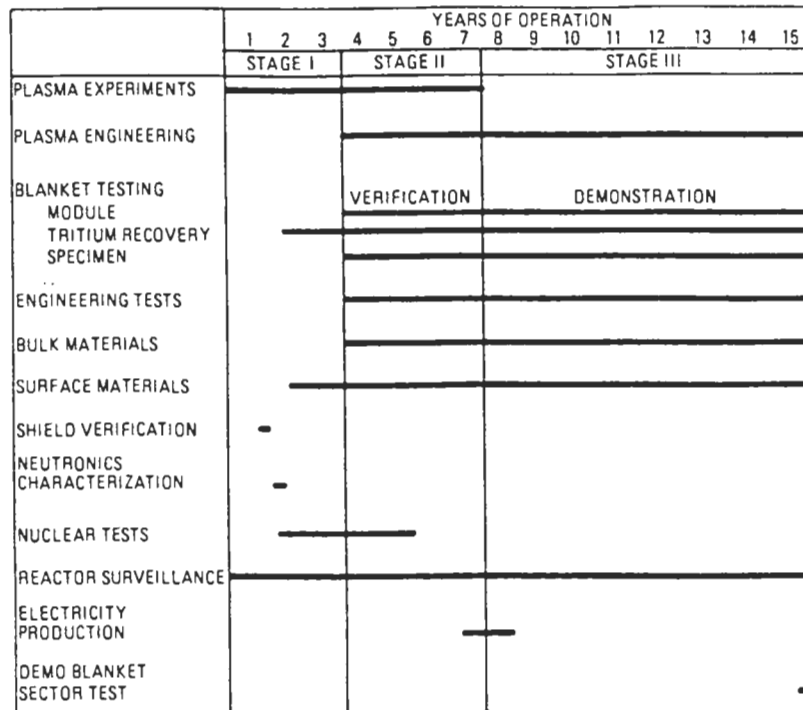 YEARS OF OPERATION
1 2 3 4 5 6 7 8 9 10 11 12 13 14 15
STAGE I STAGE II STAGE III
PLASMA EXPERIMENTS
PLASMA ENGINEERING
BLANKET TESTING
VERIFICATION DEMONSTRATION
MODULE
TRITIUM RECOVERY
SPECIMEN
ENGINEERING TESTS
BULK MATERIALS
SURFACE MATERIALS
SHIELD VERIFICATION
NEUTRONICS
CHARACTERIZATION
NUCLEAR TESTS
REACTOR SURVEILLANCE
ELECTRICITY
PRODUCTION
DEMO BLANKET
SECTOR TEST